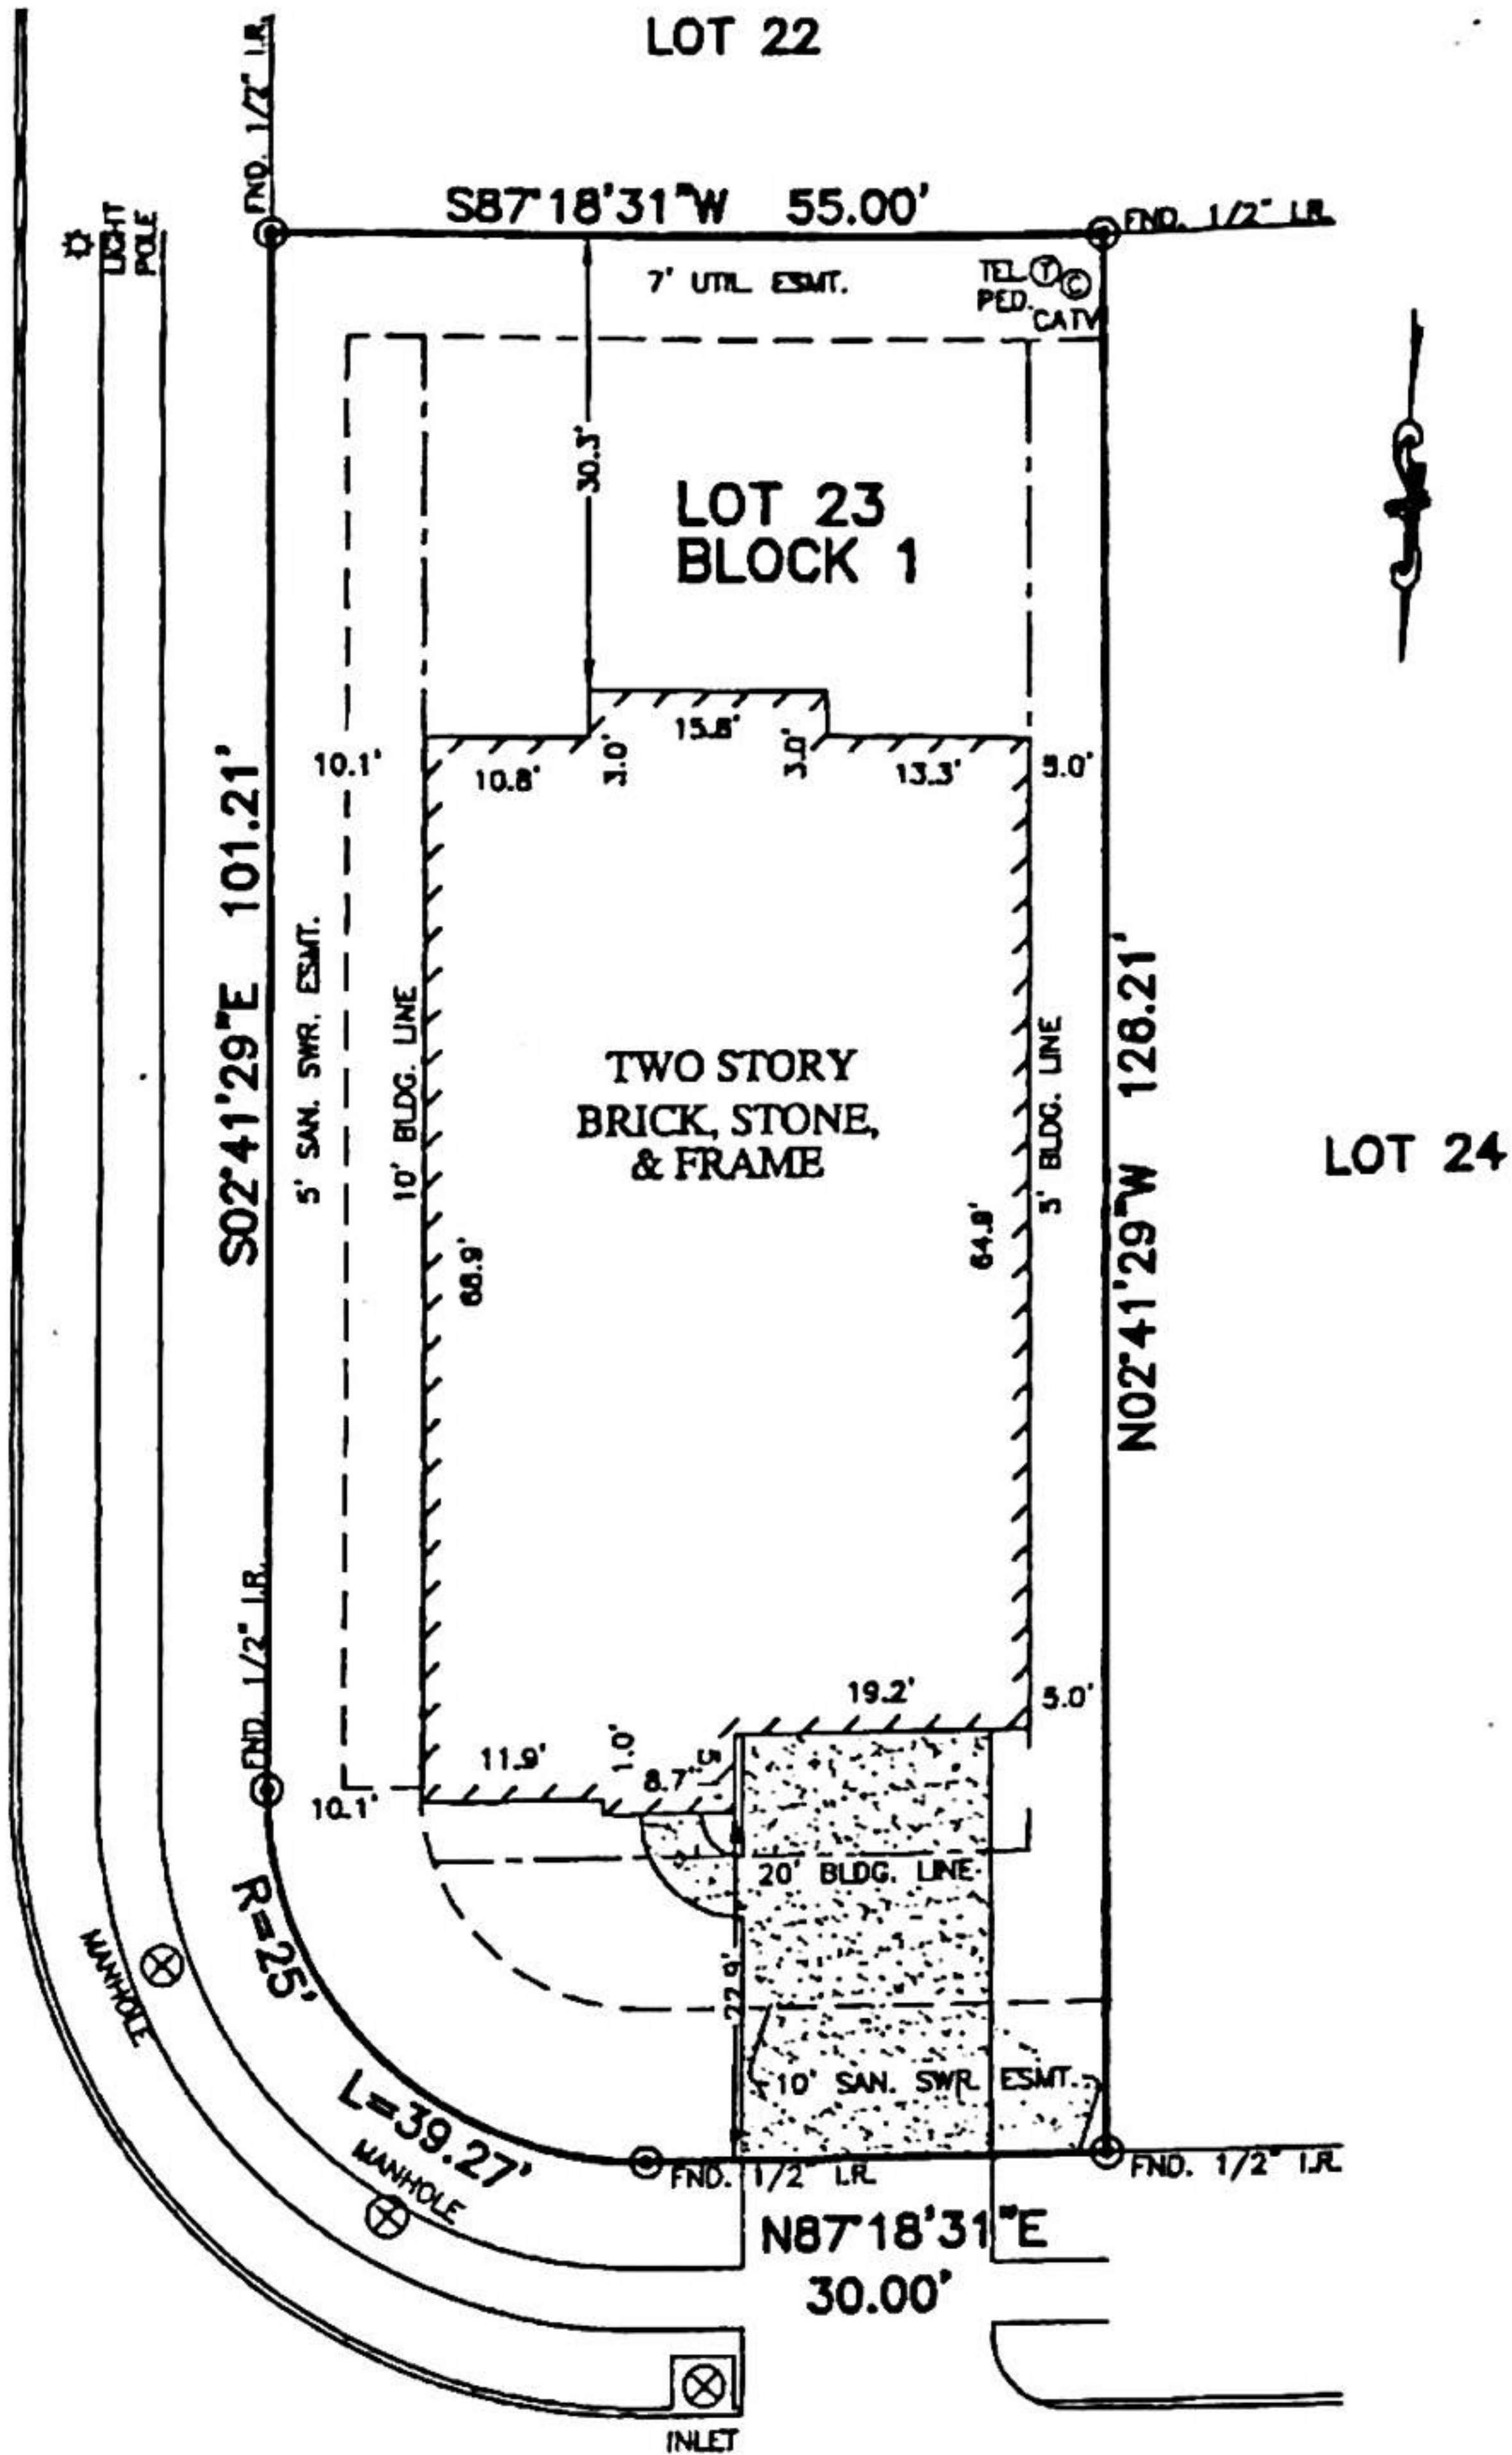 LOT 22
FND. 1/2" I.R.
S87°18'31"W 55.00'
FND. 1/2" I.R.
LIGHT
POLE
7' UTIL ESMT.
TEL T C
PED.
CATV
30.3'
LOT 23
BLOCK 1
15.8'
10.1'
10.8'
3.0'
3.0'
13.3'
5.0'
S02°41'29"E 101.21'
5' SAN. SWR. ESMT.
10' BLDG. LINE
TWO STORY
BRICK, STONE,
& FRAME
68.9'
64.9'
5' BLDG. LINE
N02°41'29"W 126.21'
LOT 24
FND. 1/2" I.R.
19.2'
5.0'
11.9'
1.0'
8.7'
5'
10.1'
20' BLDG. LINE
R=25'
MANHOLE
22.9'
10' SAN. SWR. ESMT.
L=39.27'
MANHOLE
FND. 1/2" I.R.
FND. 1/2" I.R.
N87°18'31"E
30.00'
INLET